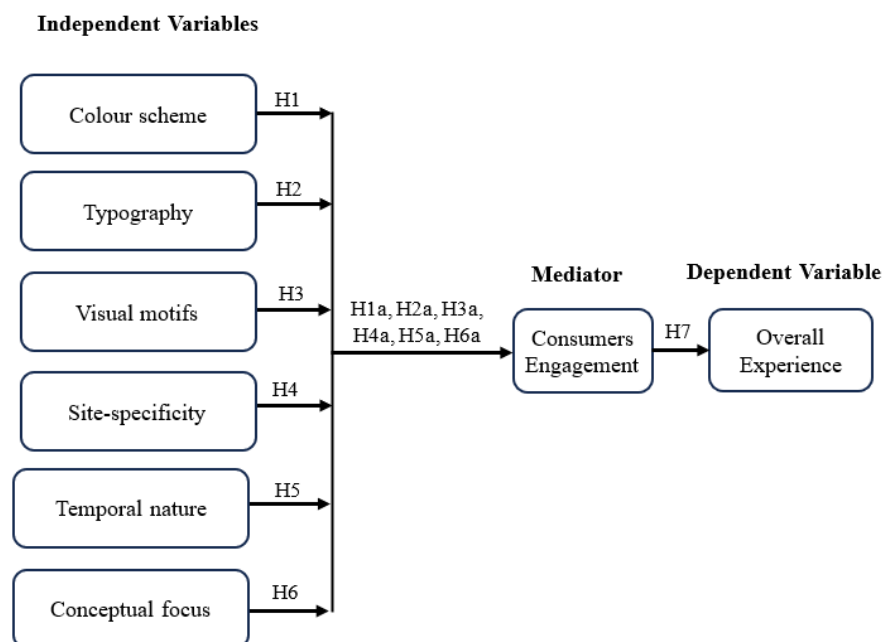 Independent Variables
Colour scheme
H1
Typography
H2
Visual motifs
H3
Site-specificity
H4
Temporal nature
H5
Conceptual focus
H6
H1a, H2a, H3a,
H4a, H5a, H6a
Mediator
Consumers
Engagement
H7
Dependent Variable
Overall
Experience